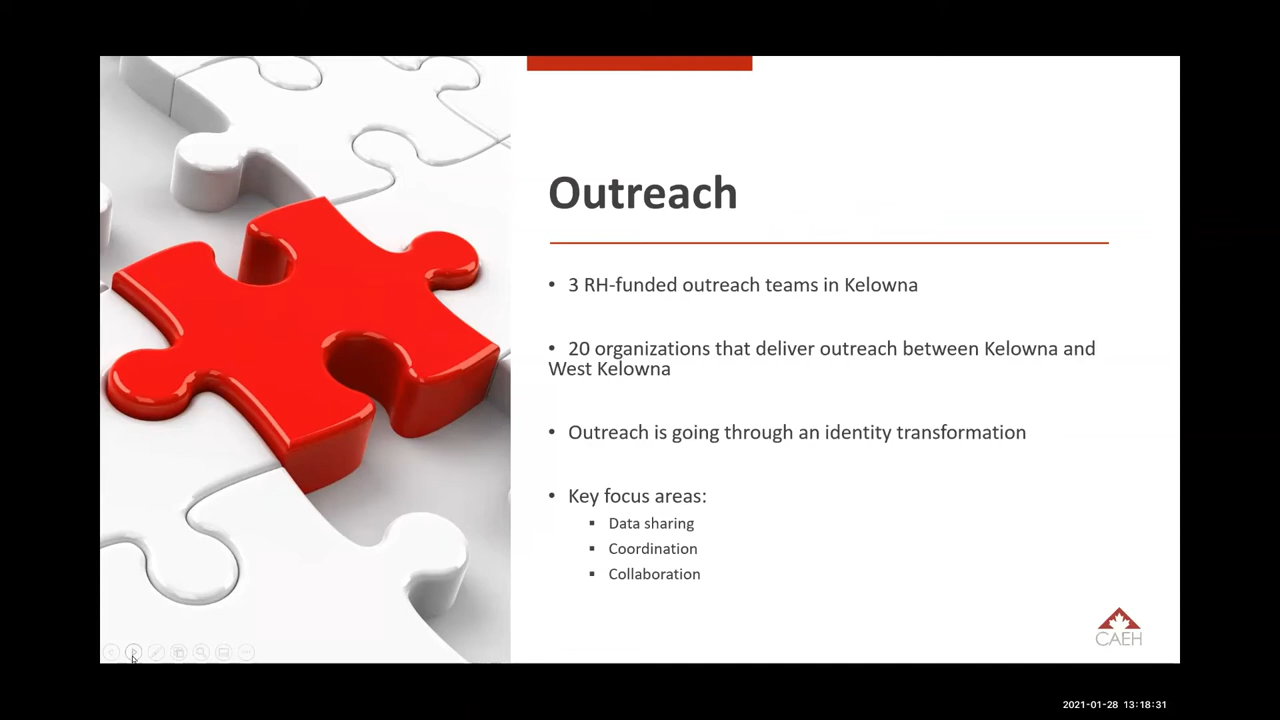 Outreach
• 3 RH-funded outreach teams in Kelowna
• 20 organizations that deliver outreach between Kelowna and
West Kelowna
• Outreach is going through an identity transformation
• Key focus areas:
▪ Data sharing
▪ Coordination
▪ Collaboration
CAEH
2021-01-28 13:18:31